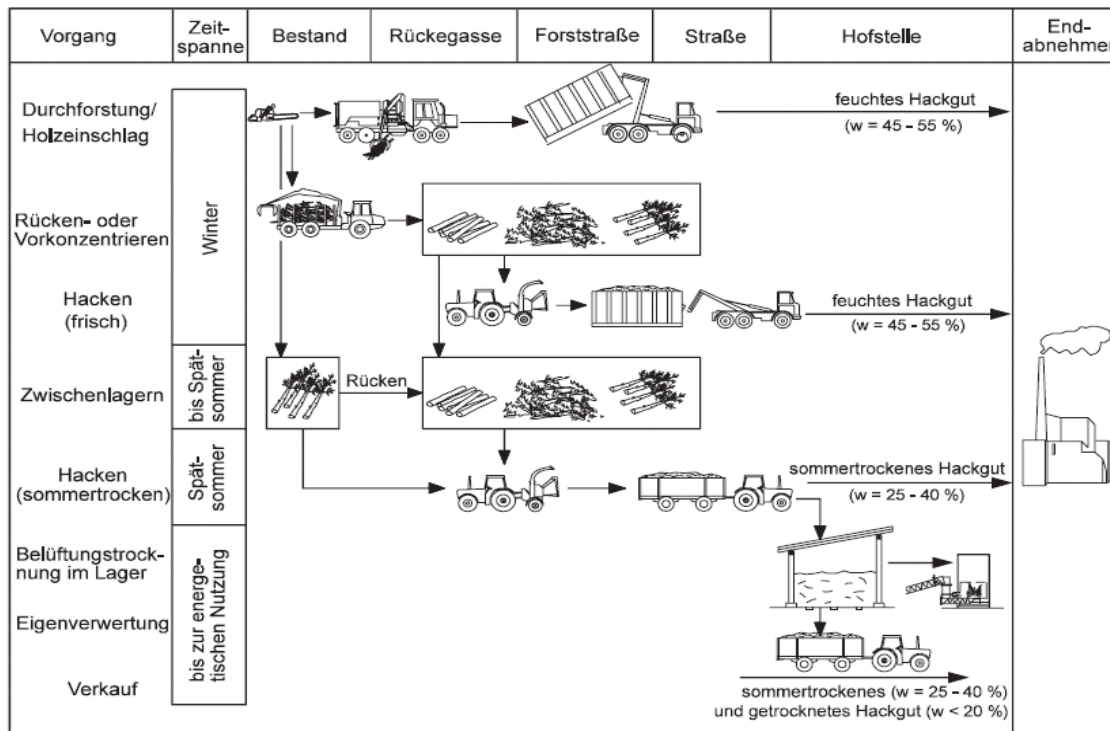 Vorgang
Zeit-
spanne
Bestand
Rückegasse
Forststraße
Straße
Hofstelle
End-
abnehmer
Durchforstung/
Holzeinschlag
feuchtes Hackgut
(w = 45 - 55 %)
Rücken- oder
Vorkonzentrieren
Winter
Hacken
(frisch)
feuchtes Hackgut
(w = 45 - 55 %)
Zwischenlagern
bis Spät-
sommer
Rücken
Hacken
(sommertrocken)
Spät-
sommer
sommertrockenes Hackgut
(w = 25 - 40 %)
Belüftungstrock-
nung im Lager
Eigenverwertung
Verkauf
bis zur energe-
tischen Nutzung
sommertrockenes (w = 25 - 40 %)
und getrocknetes Hackgut (w < 20 %)